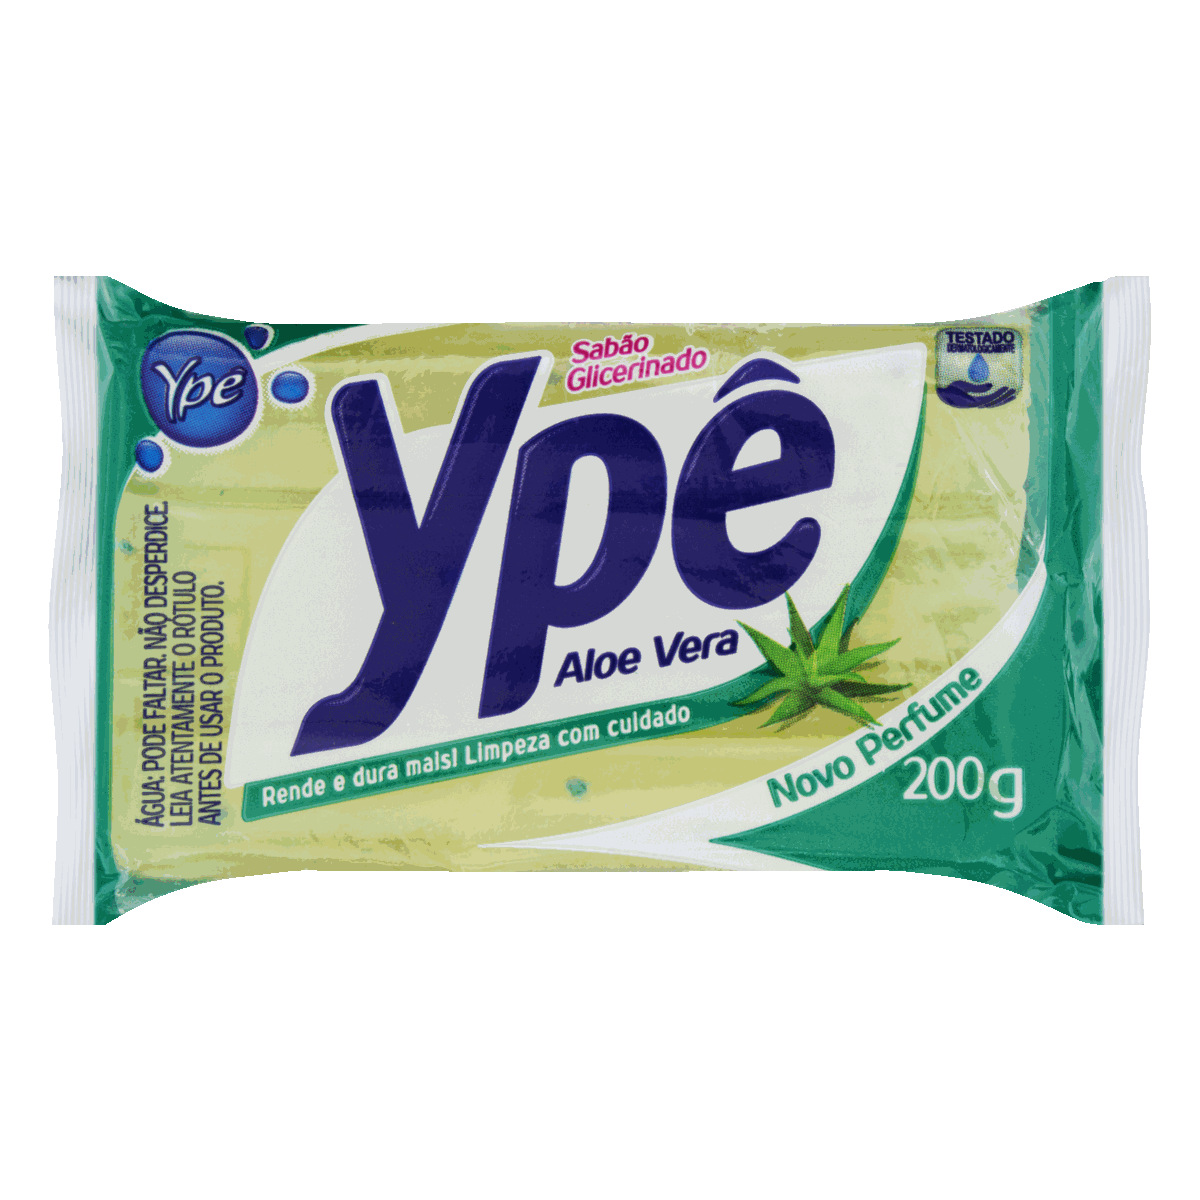 Ypê
Sabão
Glicerinado
TESTADO
DERMATOLOGICAMENTE
Ypê
Aloe Vera
Rende e dura mais! Limpeza com cuidado
Novo Perfume
200g
ÁGUA: PODE FALTAR. NÃO DESPERDICE.
LEIA ATENTAMENTE O RÓTULO
ANTES DE USAR O PRODUTO.